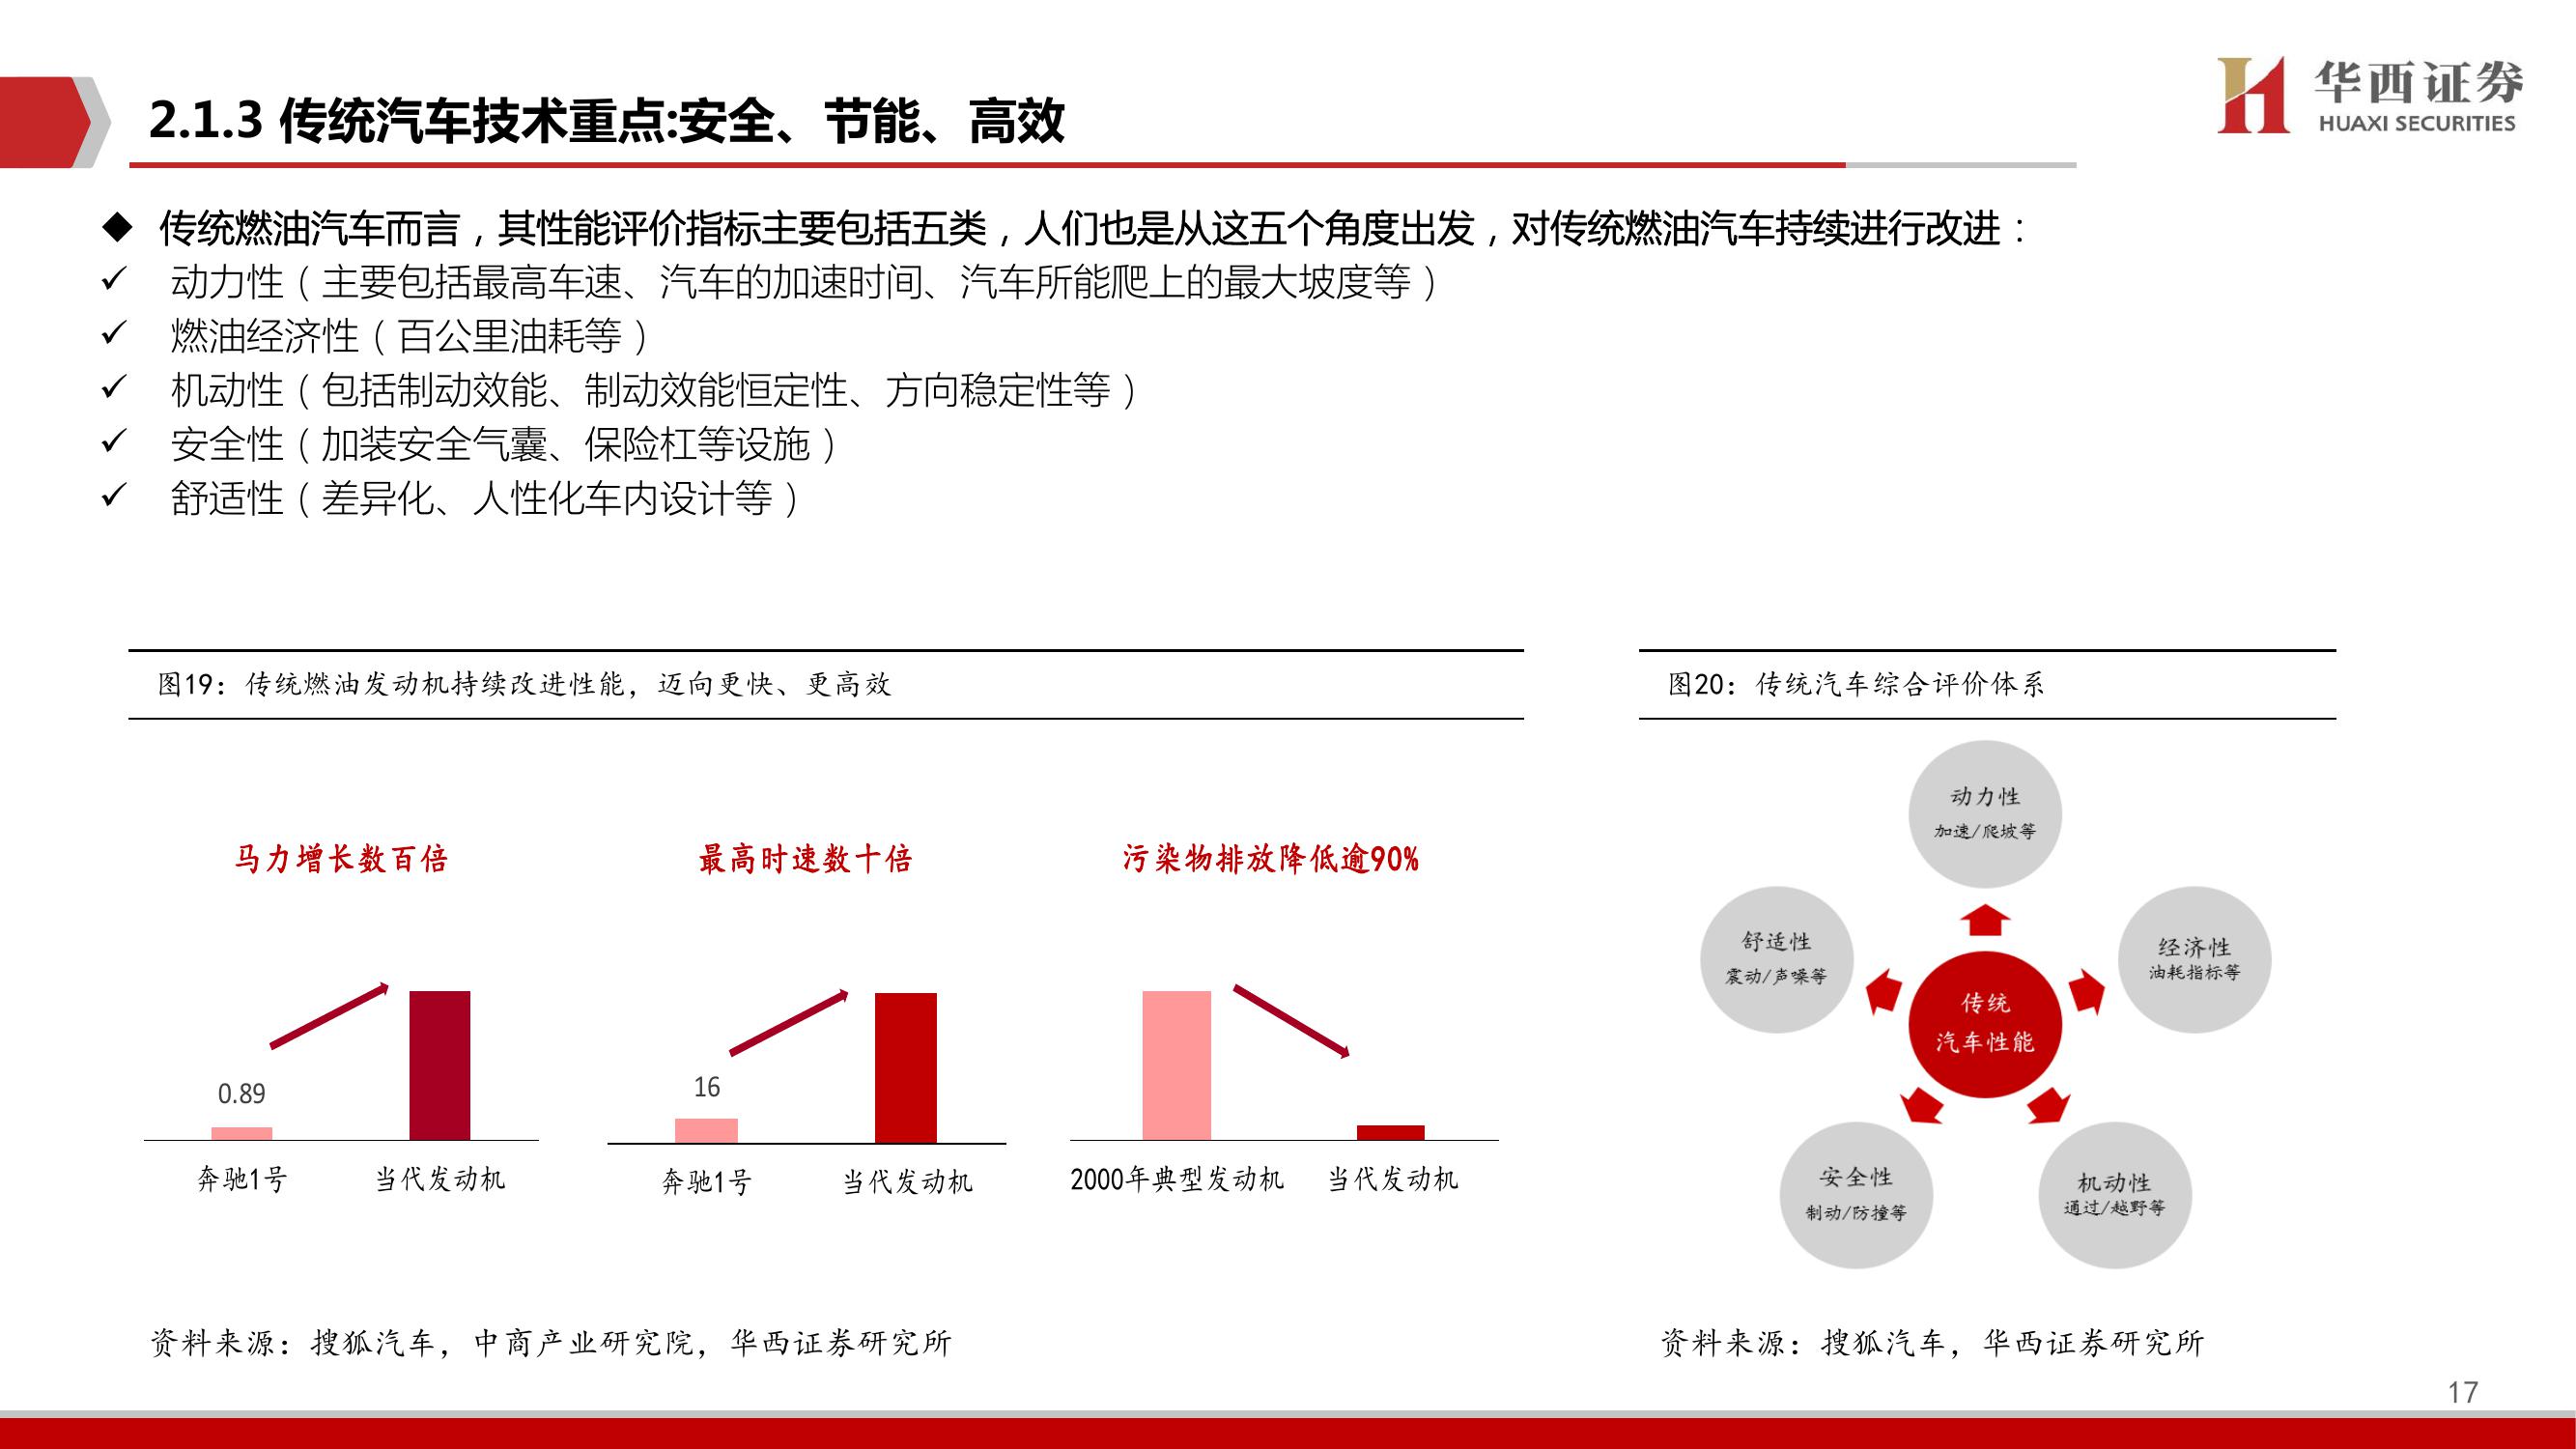 2.1.3 传统汽车技术重点:安全、节能、高效
华西证券
HUAXI SECURITIES
◆ 传统燃油汽车而言，其性能评价指标主要包括五类，人们也是从这五个角度出发，对传统燃油汽车持续进行改进：
✓ 动力性（主要包括最高车速、汽车的加速时间、汽车所能爬上的最大坡度等）
✓ 燃油经济性（百公里油耗等）
✓ 机动性（包括制动效能、制动效能恒定性、方向稳定性等）
✓ 安全性（加装安全气囊、保险杠等设施）
✓ 舒适性（差异化、人性化车内设计等）
图19：传统燃油发动机持续改进性能，迈向更快、更高效
马力增长数百倍
0.89
奔驰1号 当代发动机
最高时速数十倍
16
奔驰1号 当代发动机
污染物排放降低逾90%
2000年典型发动机 当代发动机
资料来源：搜狐汽车，中商产业研究院，华西证券研究所
图20：传统汽车综合评价体系
动力性
加速/爬坡等
舒适性
震动/声噪等
经济性
油耗指标等
传统
汽车性能
安全性
制动/防撞等
机动性
通过/越野等
资料来源：搜狐汽车，华西证券研究所
17